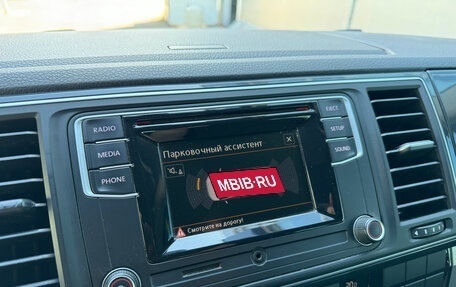 RADIO
MEDIA
PHONE
EJECT
SETUP
SOUND
Парковочный ассистент
MBIB.RU
Смотрите на дорогу!